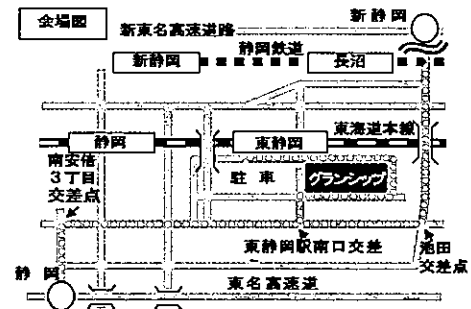 会場図
新静岡
新東名高速道路
静岡鉄道
新静岡
長沼
東海道本線
静岡
東静岡
南安倍
3丁目
交差点
駐車
グランシップ
東静岡駅南口交差
池田
交差点
静岡
東名高速道